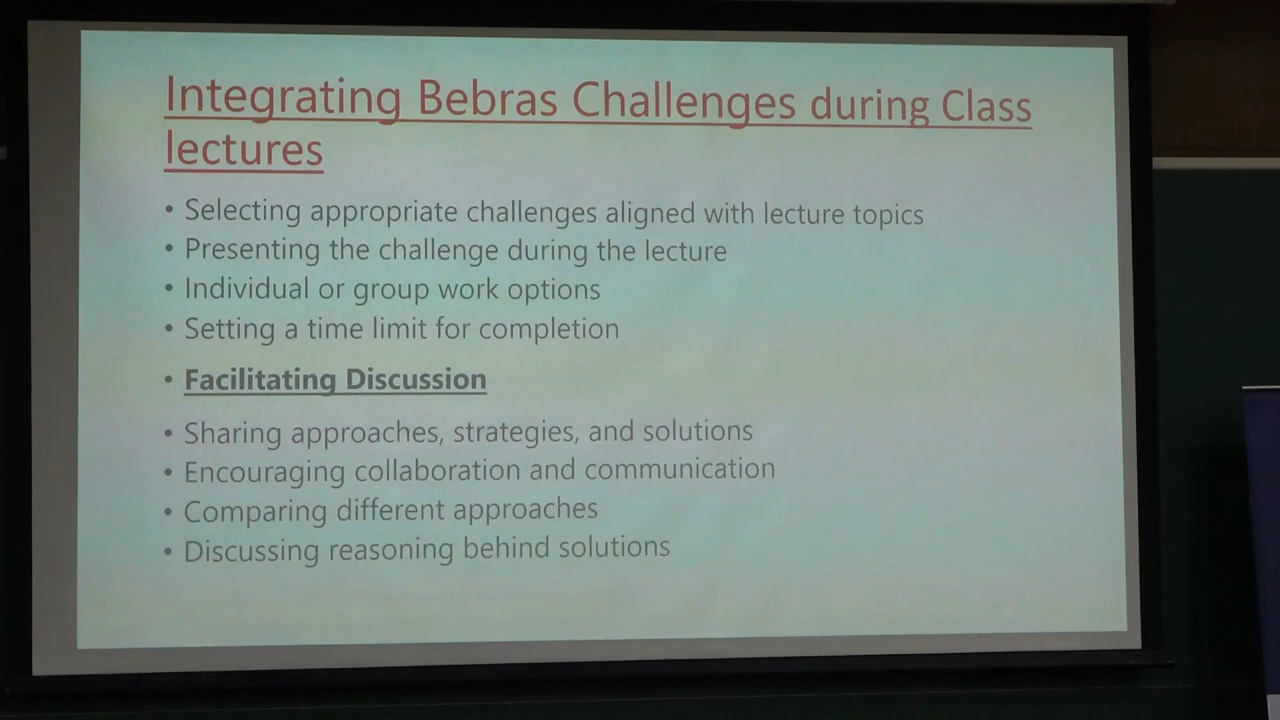 Integrating Bebras Challenges during Class
lectures
• Selecting appropriate challenges aligned with lecture topics
• Presenting the challenge during the lecture
• Individual or group work options
• Setting a time limit for completion
• Facilitating Discussion
• Sharing approaches, strategies, and solutions
• Encouraging collaboration and communication
• Comparing different approaches
• Discussing reasoning behind solutions